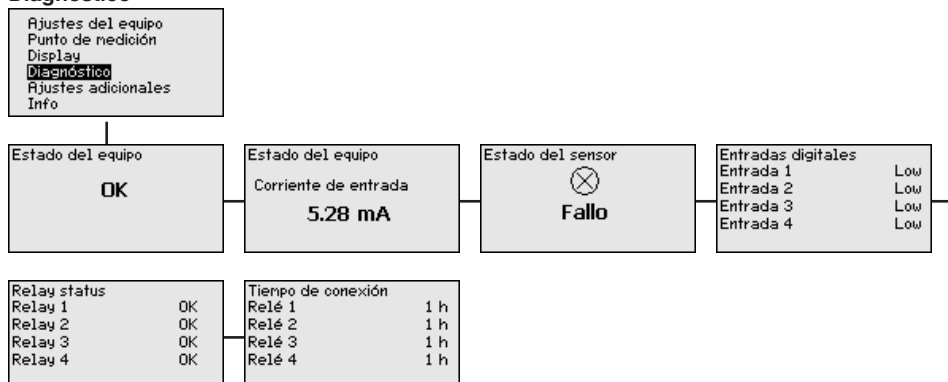 Diagnóstico
Ajustes del equipo
Punto de medición
Display
Diagnóstico
Ajustes adicionales
Info
Estado del equipo
OK
Estado del equipo
Corriente de entrada
5.28 mA
Estado del sensor
Fallo
Entradas digitales
Entrada 1 Low
Entrada 2 Low
Entrada 3 Low
Entrada 4 Low
Relay status
Relay 1 OK
Relay 2 OK
Relay 3 OK
Relay 4 OK
Tiempo de conexión
Relé 1 1 h
Relé 2 1 h
Relé 3 1 h
Relé 4 1 h